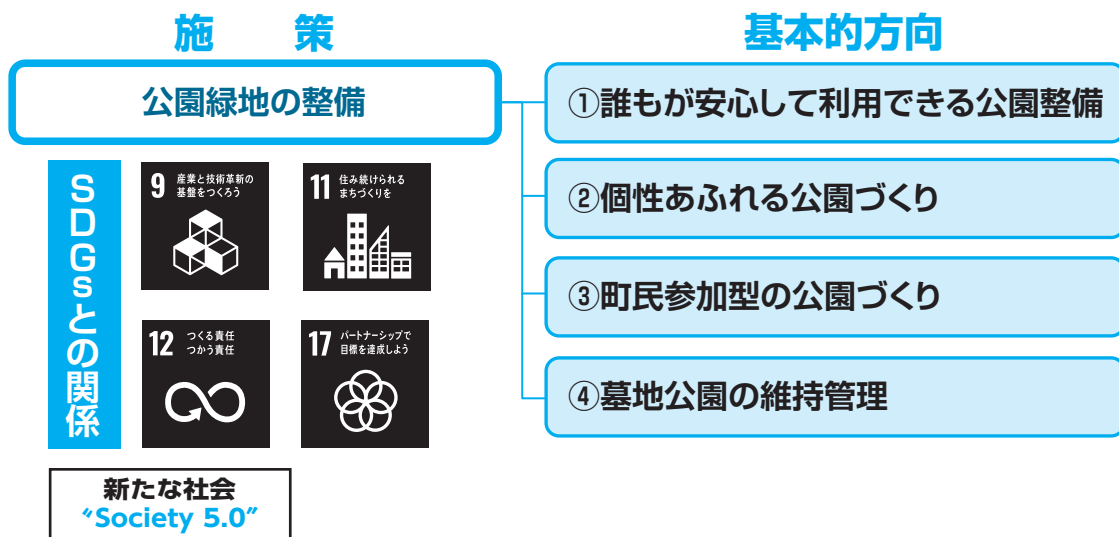 施　策
基本的方向
公園緑地の整備
①誰もが安心して利用できる公園整備
②個性あふれる公園づくり
③町民参加型の公園づくり
④墓地公園の維持管理
SDGsとの関係
9 産業と技術革新の
基盤をつくろう
11 住み続けられる
まちづくりを
12 つくる責任
つかう責任
17 パートナーシップで
目標を達成しよう
新たな社会
“Society 5.0”